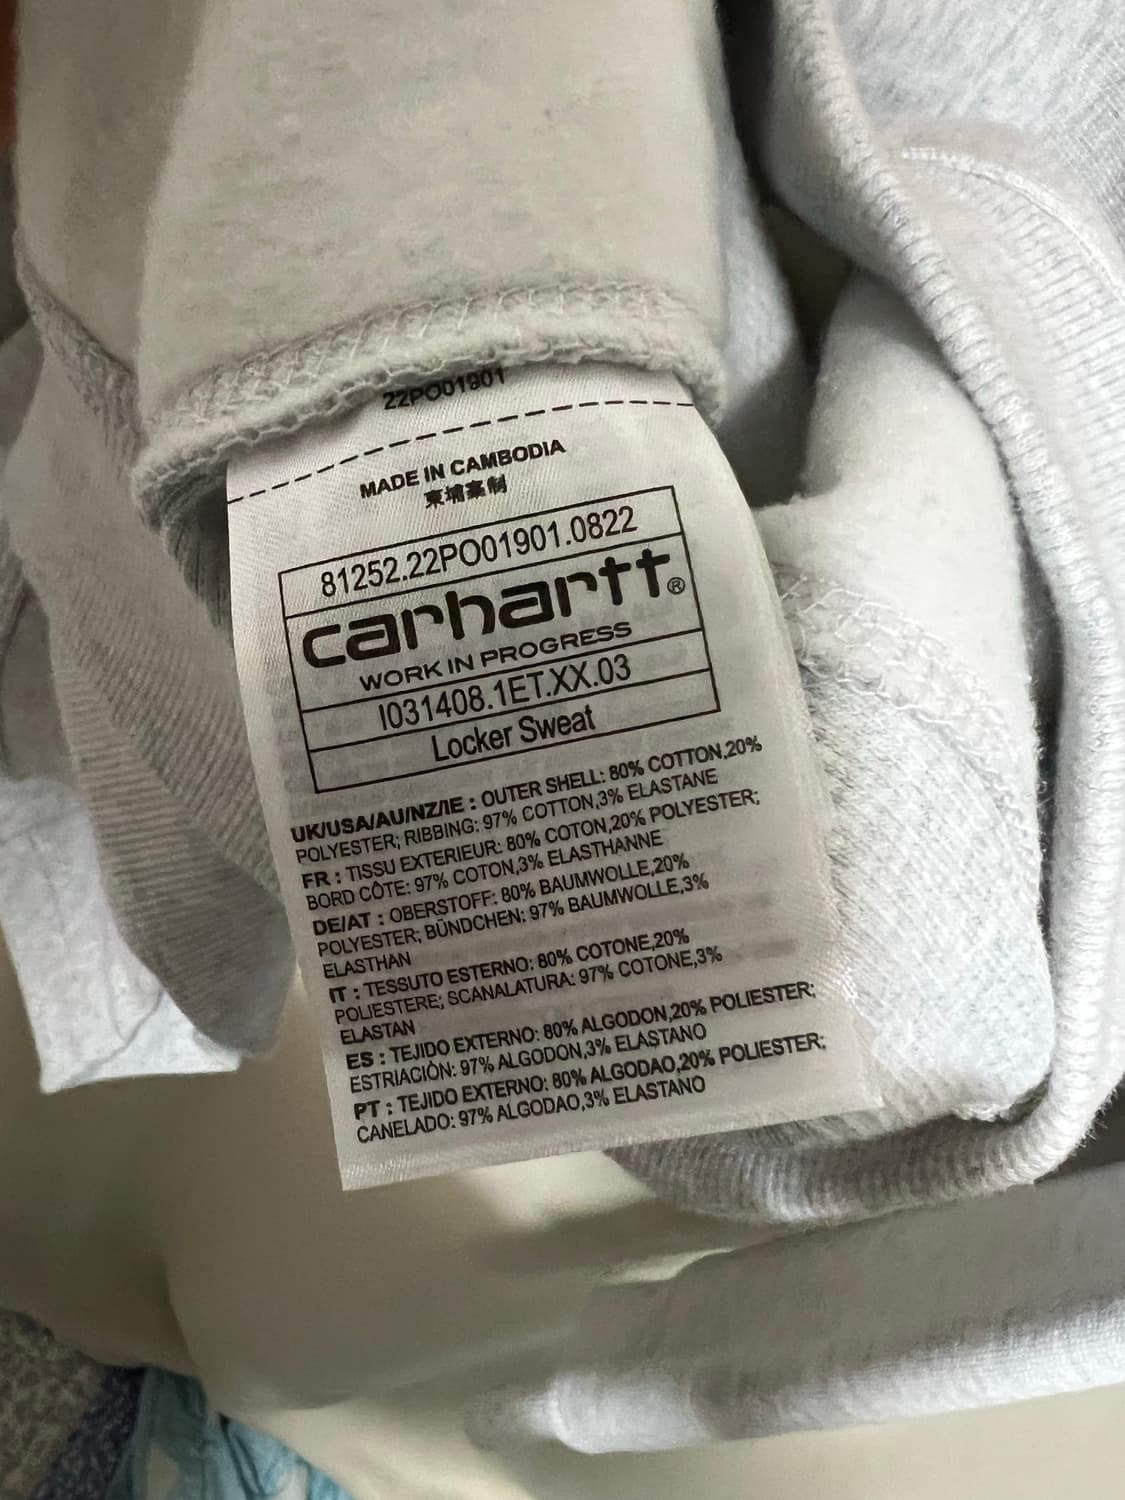 22PO01901
MADE IN CAMBODIA
柬埔寨制
81252.22PO01901.0822
carhartt®
WORK IN PROGRESS
I031408.1ET.XX.03
Locker Sweat
UK/USA/AU/NZ/IE : OUTER SHELL: 80% COTTON,20%
POLYESTER; RIBBING: 97% COTTON,3% ELASTANE
FR : TISSU EXTERIEUR: 80% COTON,20% POLYESTER;
BORD CÔTE: 97% COTON,3% ELASTHANNE
DE/AT : OBERSTOFF: 80% BAUMWOLLE,20%
POLYESTER; BÜNDCHEN: 97% BAUMWOLLE,3%
ELASTHAN
IT : TESSUTO ESTERNO: 80% COTONE,20%
POLIESTERE; SCANALATURA: 97% COTONE,3%
ELASTAN
ES : TEJIDO EXTERNO: 80% ALGODON,20% POLIESTER;
ESTRIACIÒN: 97% ALGODON,3% ELASTANO
PT : TEJIDO EXTERNO: 80% ALGODAO,20% POLIESTER;
CANELADO: 97% ALGODAO,3% ELASTANO